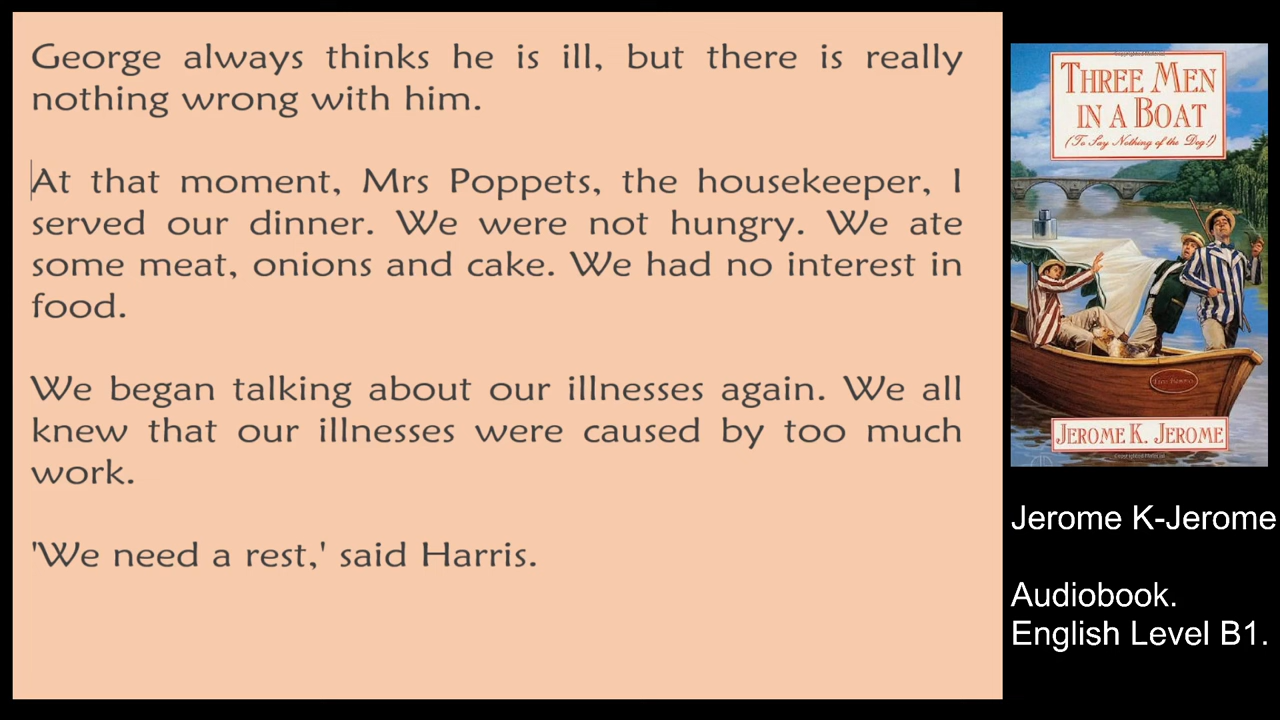 George always thinks he is ill, but there is really
nothing wrong with him.
At that moment, Mrs Poppets, the housekeeper, I
served our dinner. We were not hungry. We ate
some meat, onions and cake. We had no interest in
food.
We began talking about our illnesses again. We all
knew that our illnesses were caused by too much
work.
'We need a rest,' said Harris.
THREE MEN
IN A BOAT
(To Say Nothing of the Dog!)
JEROME K. JEROME
Copyrighted Material
Jerome K-Jerome
Audiobook.
English Level B1.